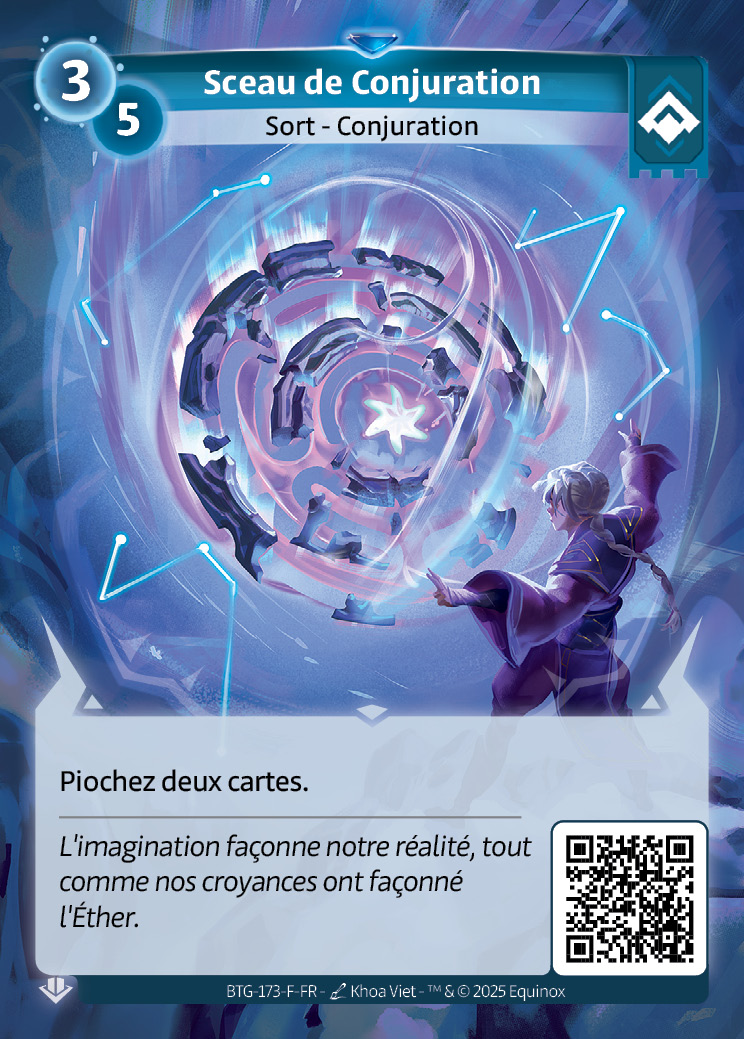 3
Sceau de Conjuration
5
Sort - Conjuration
Piochez deux cartes.
L'imagination façonne notre réalité, tout
comme nos croyances ont façonné
l'Éther.
BTG-173-F-FR - Khoa Viet - ™ & © 2025 Equinox